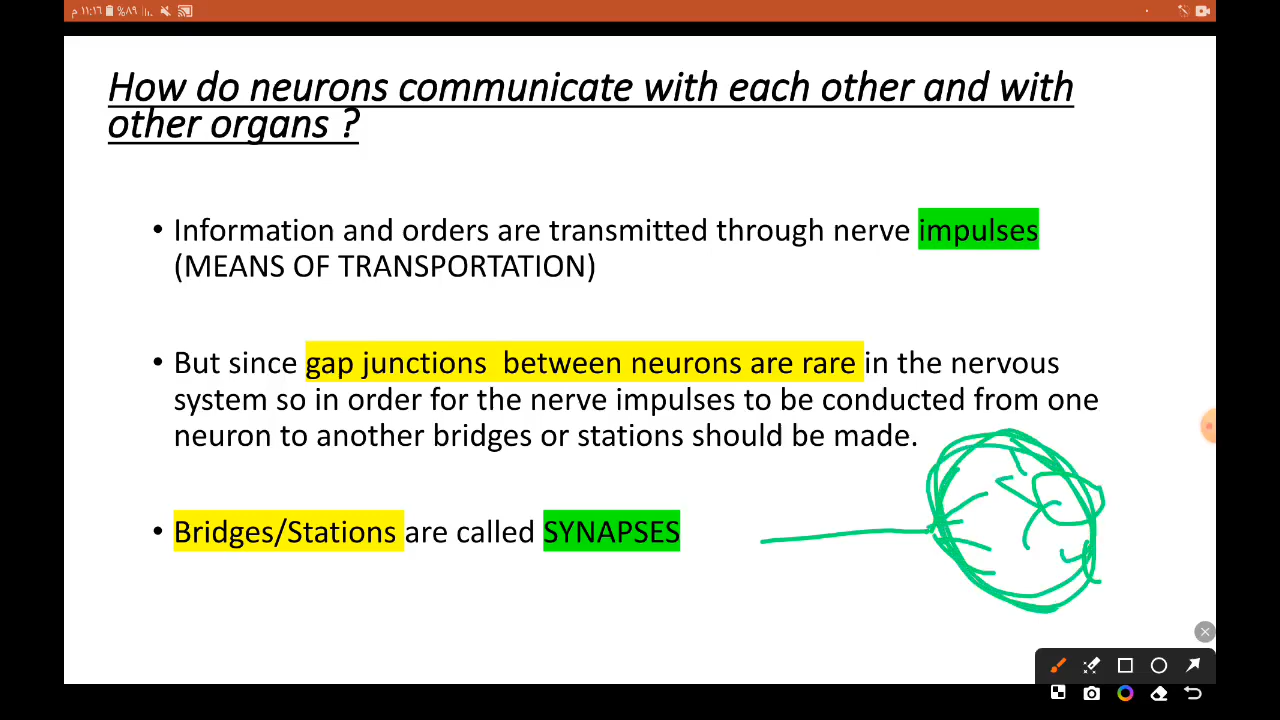 م ١١:١٦ %٨٩
How do neurons communicate with each other and with
other organs ?
• Information and orders are transmitted through nerve impulses
(MEANS OF TRANSPORTATION)
• But since gap junctions between neurons are rare in the nervous
system so in order for the nerve impulses to be conducted from one
neuron to another bridges or stations should be made.
• Bridges/Stations are called SYNAPSES